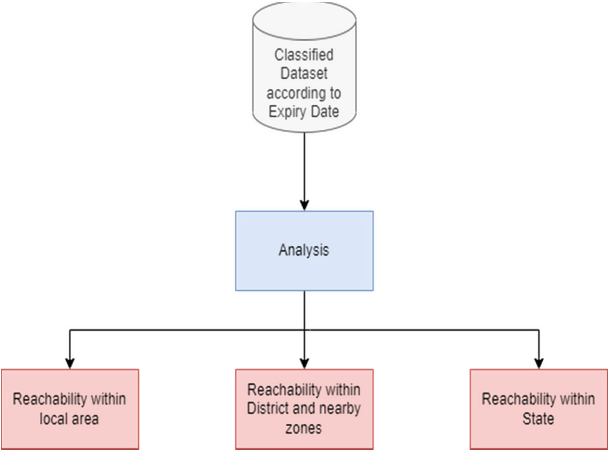 Classified
Dataset
according to
Expiry Date
Analysis
Reachability within
local area
Reachability within
District and nearby
zones
Reachability within
State